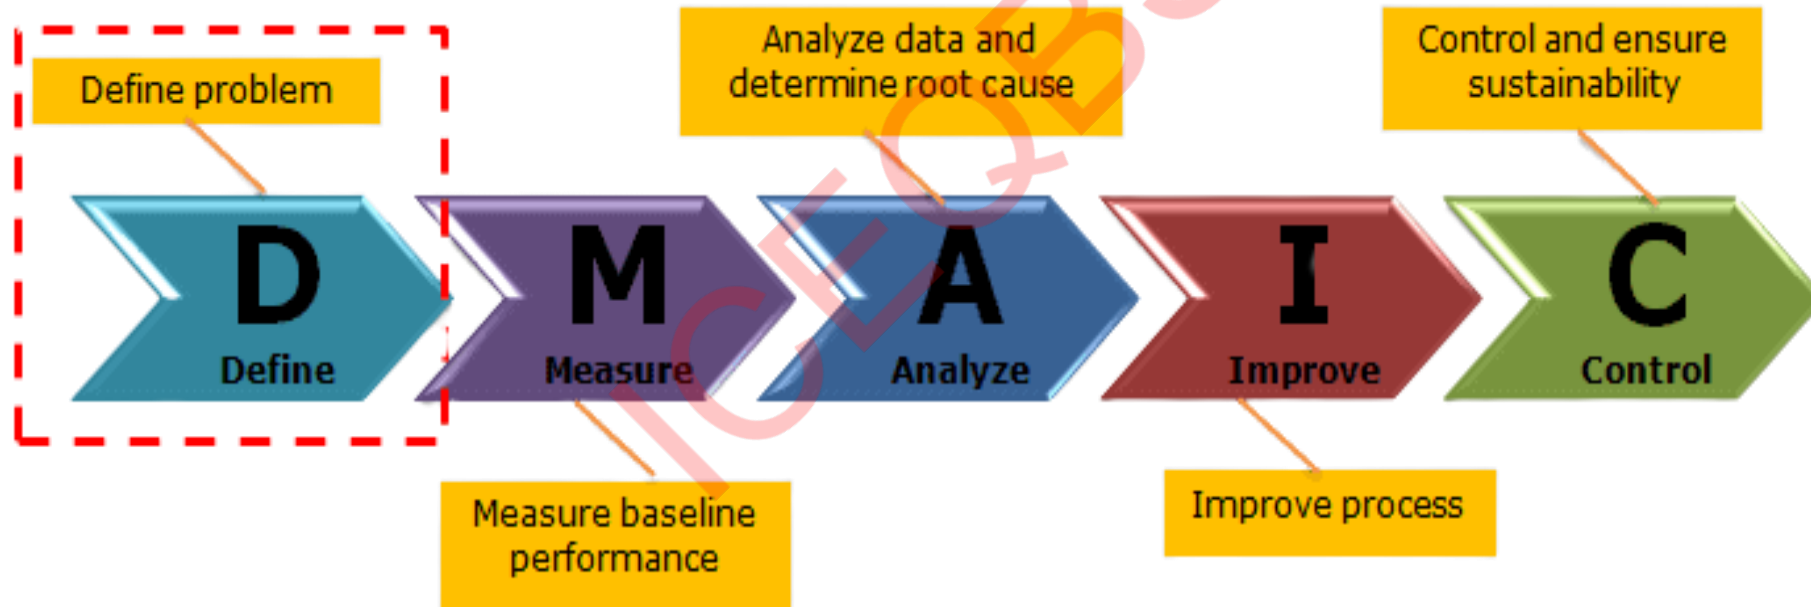 Define problem
Analyze data and
determine root cause
Control and ensure
sustainability
D
Define
M
Measure
A
Analyze
I
Improve
C
Control
Measure baseline
performance
Improve process
ICEQBS